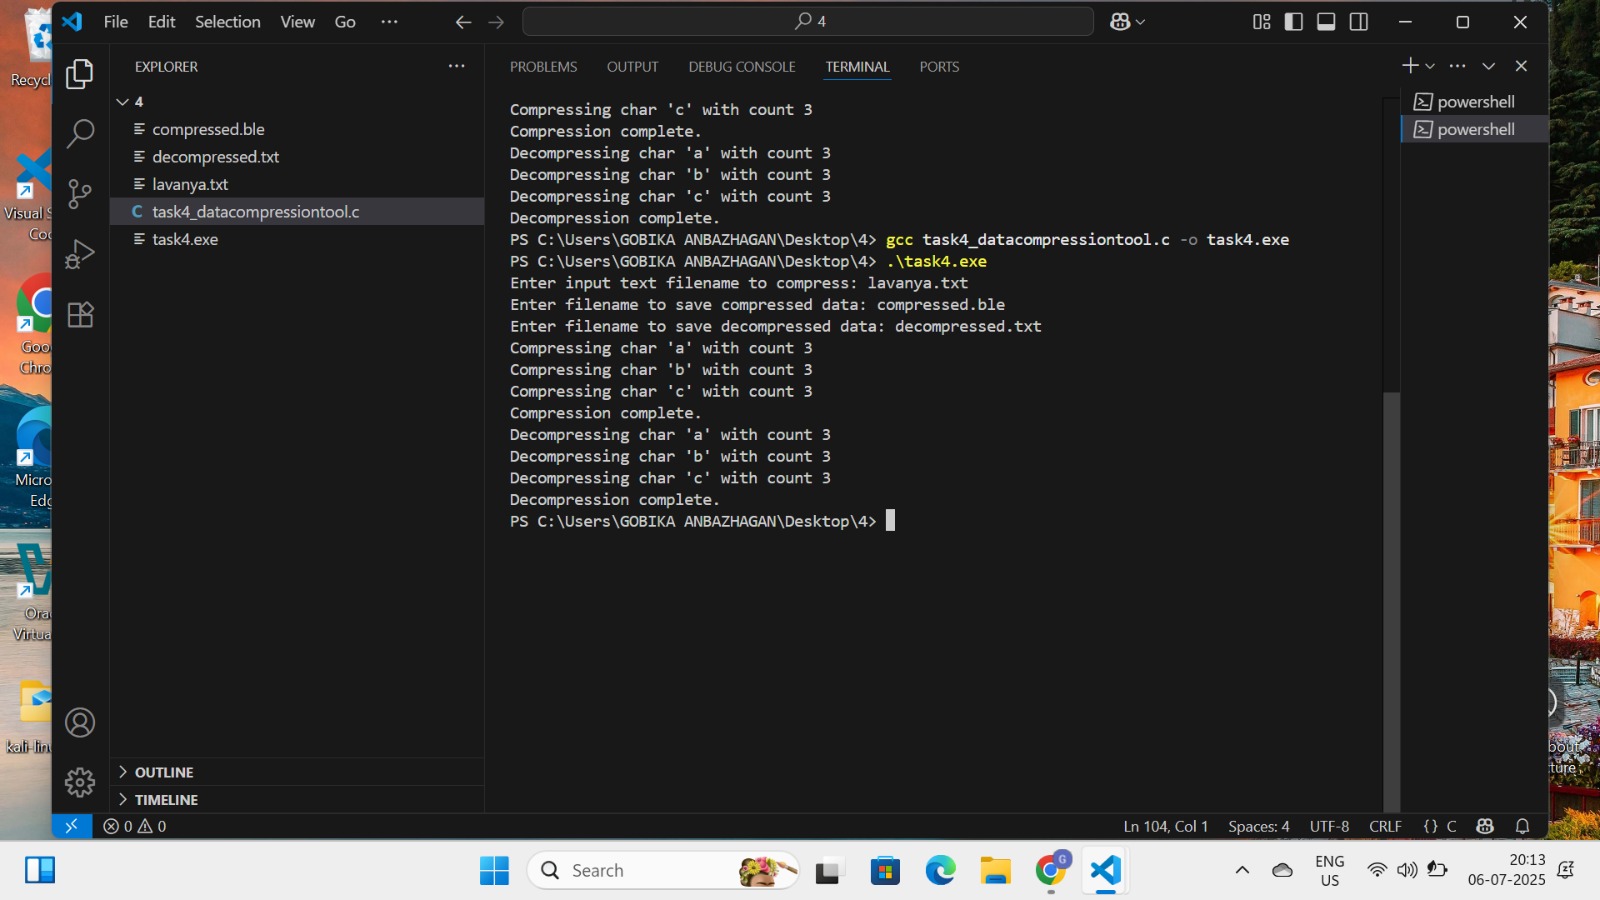 File Edit Selection View Go ...
4
EXPLORER
4
compressed.ble
decompressed.txt
lavanya.txt
C task4_datacompressiontool.c
task4.exe
OUTLINE
TIMELINE
PROBLEMS OUTPUT DEBUG CONSOLE TERMINAL PORTS
Compressing char 'c' with count 3
Compression complete.
Decompressing char 'a' with count 3
Decompressing char 'b' with count 3
Decompressing char 'c' with count 3
Decompression complete.
PS C:\Users\GOBIKA ANBAZHAGAN\Desktop\4> gcc task4_datacompressiontool.c -o task4.exe
PS C:\Users\GOBIKA ANBAZHAGAN\Desktop\4> .\task4.exe
Enter input text filename to compress: lavanya.txt
Enter filename to save compressed data: compressed.ble
Enter filename to save decompressed data: decompressed.txt
Compressing char 'a' with count 3
Compressing char 'b' with count 3
Compressing char 'c' with count 3
Compression complete.
Decompressing char 'a' with count 3
Decompressing char 'b' with count 3
Decompressing char 'c' with count 3
Decompression complete.
PS C:\Users\GOBIKA ANBAZHAGAN\Desktop\4>
powershell
powershell
0 0
Ln 104, Col 1 Spaces: 4 UTF-8 CRLF {} C
Recycl
Visual S
Coc
Goo
Chro
Micro
Edg
Ora
Virtua
kali-lin
bout
ture
Search
G
ENG
US
20:13
06-07-2025